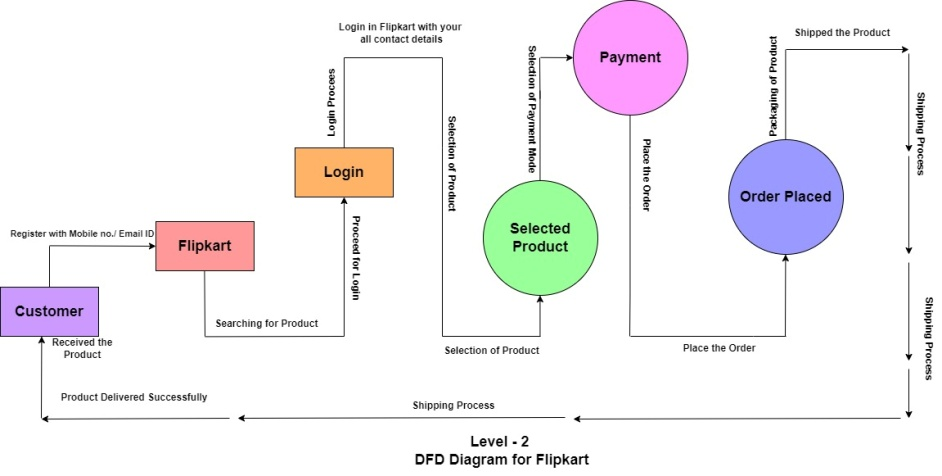 Login in Flipkart with your
all contact details
Login Procees
Selection of Product
Selection of Payment Mode
Payment
Place the Order
Packaging of Product
Shipped the Product
Shipping Process
Login
Order Placed
Selected
Product
Register with Mobile no./ Email ID
Flipkart
Proceed for Login
Customer
Searching for Product
Received the
Product
Selection of Product
Place the Order
Shipping Process
Product Delivered Successfully
Shipping Process
Level - 2
DFD Diagram for Flipkart